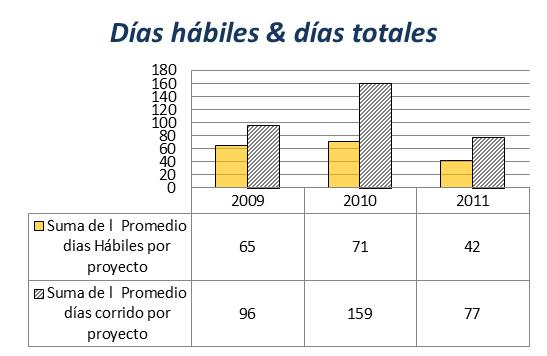 Días hábiles & días totales
180
160
140
120
100
80
60
40
20
0
2009 2010 2011
Suma de l Promedio
dias Hábiles por
proyecto
65 71 42
Suma de l Promedio
días corrido por
proyecto
96 159 77